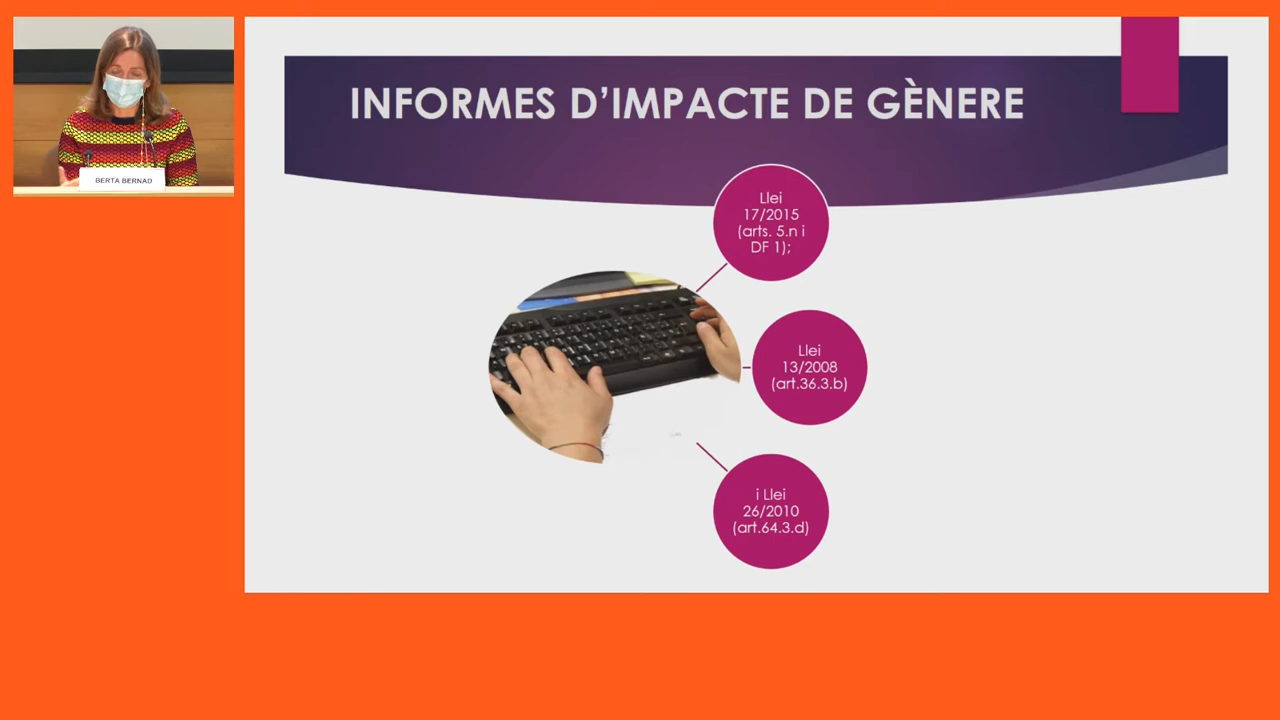 BERTA BERNAD
INFORMES D’IMPACTE DE GÈNERE
Llei
17/2015
(arts. 5.n i
DF 1);
Llei
13/2008
(art.36.3.b)
i Llei
26/2010
(art.64.3.d)